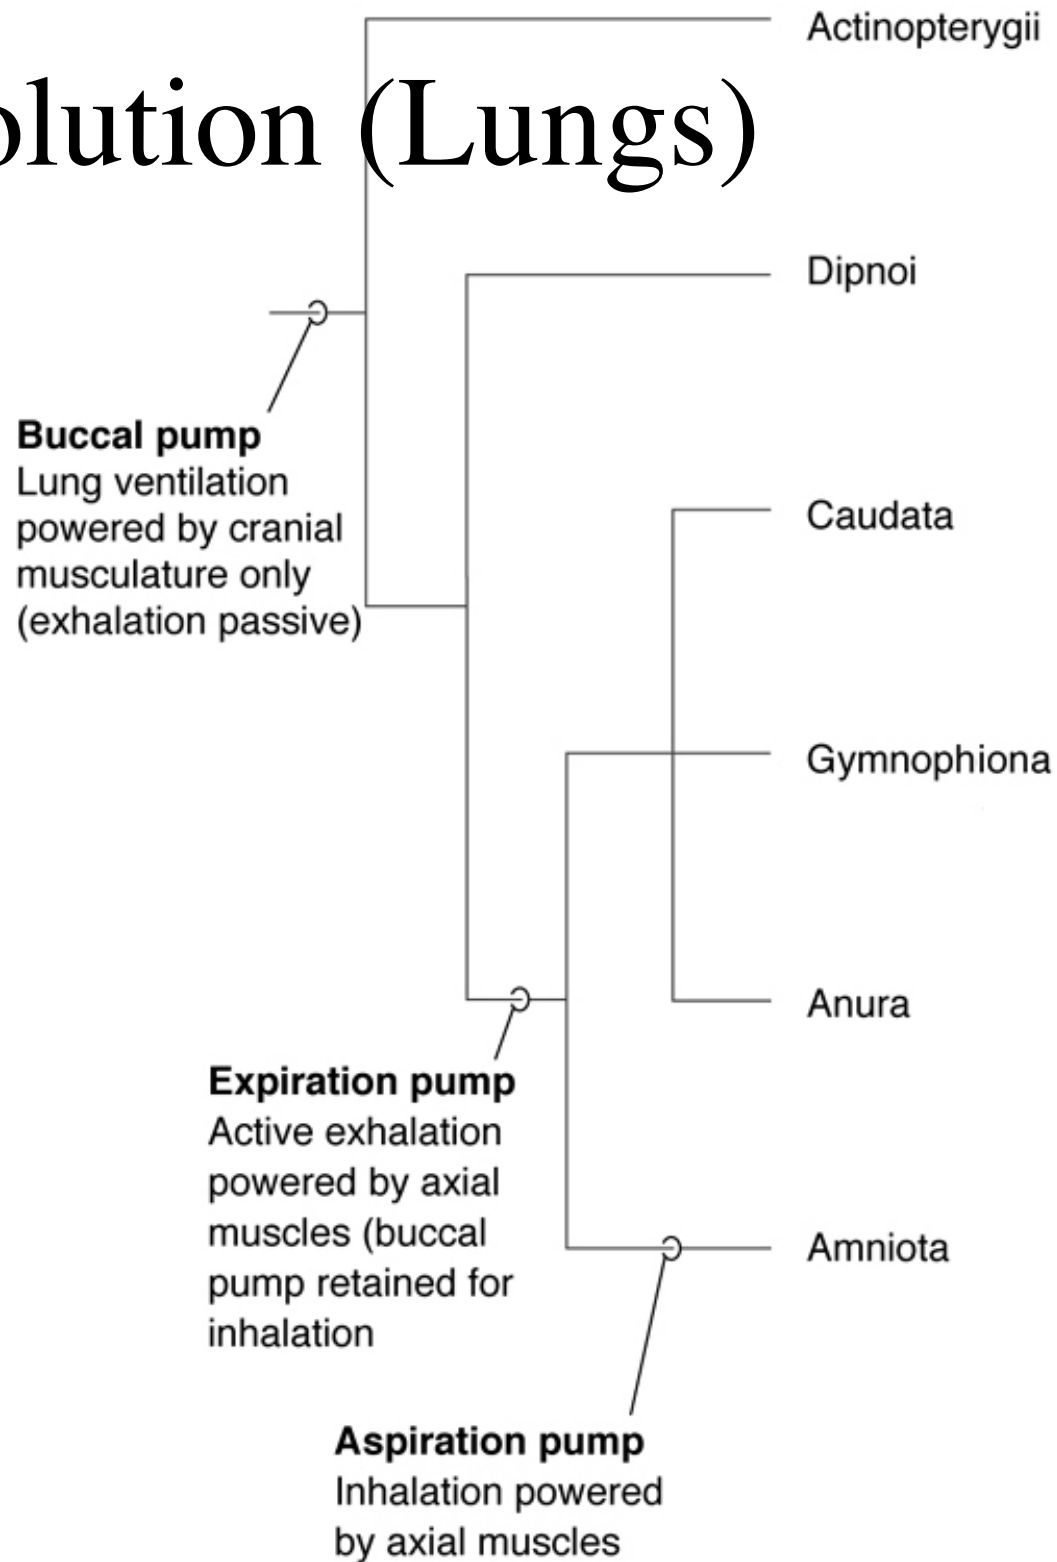 Actinopterygii
olution (Lungs)
Dipnoi
Buccal pump
Lung ventilation
powered by cranial
musculature only
(exhalation passive)
Caudata
Gymnophiona
Anura
Expiration pump
Active exhalation
powered by axial
muscles (buccal
pump retained for
inhalation
Amniota
Aspiration pump
Inhalation powered
by axial muscles